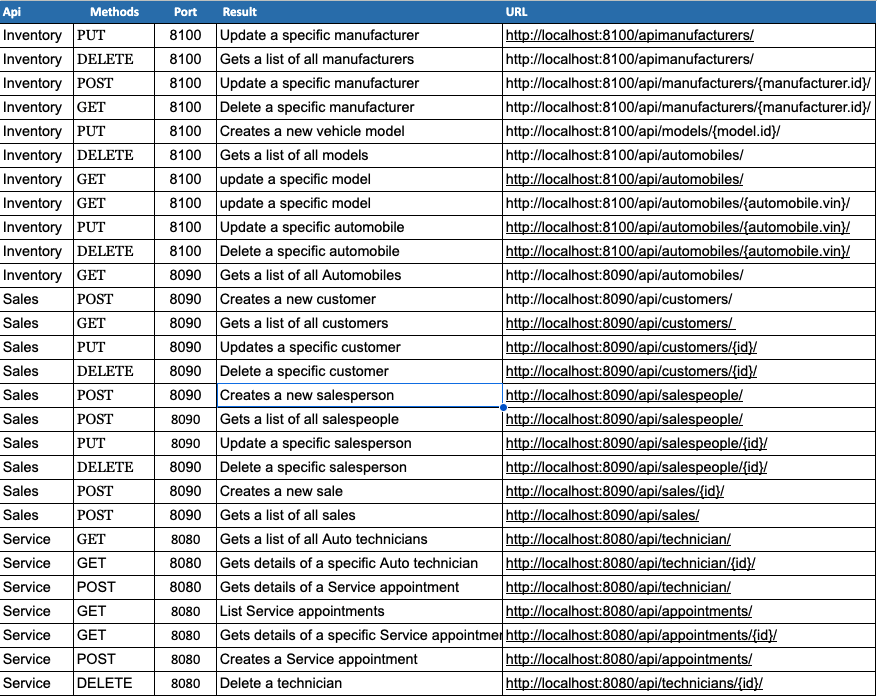 Api Methods Port Result URL
Inventory PUT 8100 Update a specific manufacturer http://localhost:8100/apimanufacturers/
Inventory DELETE 8100 Gets a list of all manufacturers http://localhost:8100/apimanufacturers/
Inventory POST 8100 Update a specific manufacturer http://localhost:8100/api/manufacturers/{manufacturer.id}/
Inventory GET 8100 Delete a specific manufacturer http://localhost:8100/api/manufacturers/{manufacturer.id}/
Inventory PUT 8100 Creates a new vehicle model http://localhost:8100/api/models/{model.id}/
Inventory DELETE 8100 Gets a list of all models http://localhost:8100/api/automobiles/
Inventory GET 8100 update a specific model http://localhost:8100/api/automobiles/
Inventory GET 8100 update a specific model http://localhost:8100/api/automobiles/{automobile.vin}/
Inventory PUT 8100 Update a specific automobile http://localhost:8100/api/automobiles/{automobile.vin}/
Inventory DELETE 8100 Delete a specific automobile http://localhost:8100/api/automobiles/{automobile.vin}/
Inventory GET 8090 Gets a list of all Automobiles http://localhost:8090/api/automobiles/
Sales POST 8090 Creates a new customer http://localhost:8090/api/customers/
Sales GET 8090 Gets a list of all customers http://localhost:8090/api/customers/
Sales PUT 8090 Updates a specific customer http://localhost:8090/api/customers/{id}/
Sales DELETE 8090 Delete a specific customer http://localhost:8090/api/customers/{id}/
Sales POST 8090 Creates a new salesperson http://localhost:8090/api/salespeople/
Sales POST 8090 Gets a list of all salespeople http://localhost:8090/api/salespeople/
Sales PUT 8090 Update a specific salesperson http://localhost:8090/api/salespeople/{id}/
Sales DELETE 8090 Delete a specific salesperson http://localhost:8090/api/salespeople/{id}/
Sales POST 8090 Creates a new sale http://localhost:8090/api/sales/{id}/
Sales POST 8090 Gets a list of all sales http://localhost:8090/api/sales/
Service GET 8080 Gets a list of all Auto technicians http://localhost:8080/api/technician/
Service GET 8080 Gets details of a specific Auto technician http://localhost:8080/api/technician/{id}/
Service POST 8080 Gets details of a Service appointment http://localhost:8080/api/technician/
Service GET 8080 List Service appointments http://localhost:8080/api/appointments/
Service GET 8080 Gets details of a specific Service appointmer http://localhost:8080/api/appointments/{id}/
Service POST 8080 Creates a Service appointment http://localhost:8080/api/appointments/
Service DELETE 8080 Delete a technician http://localhost:8080/api/technicians/{id}/